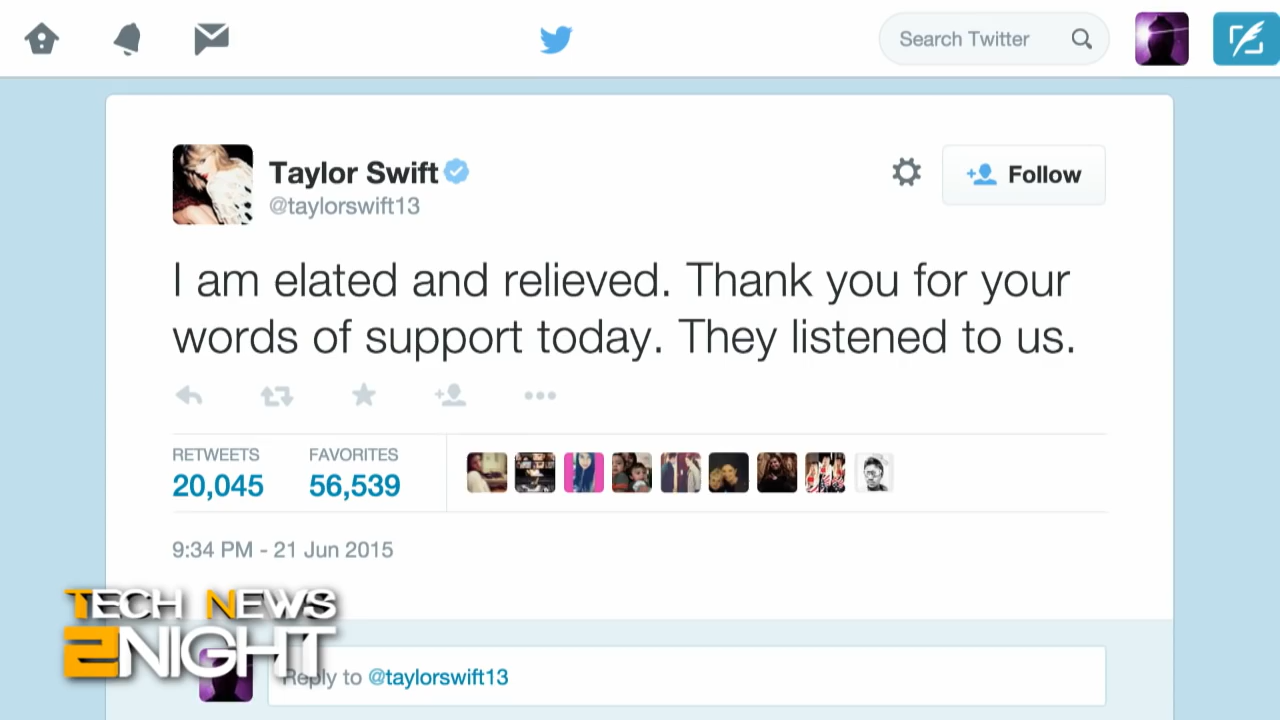 Search Twitter
Taylor Swift
@taylorswift13
Follow
I am elated and relieved. Thank you for your
words of support today. They listened to us.
RETWEETS FAVORITES
20,045 56,539
9:34 PM - 21 Jun 2015
TECH NEWS
2NIGHT
Reply to @taylorswift13